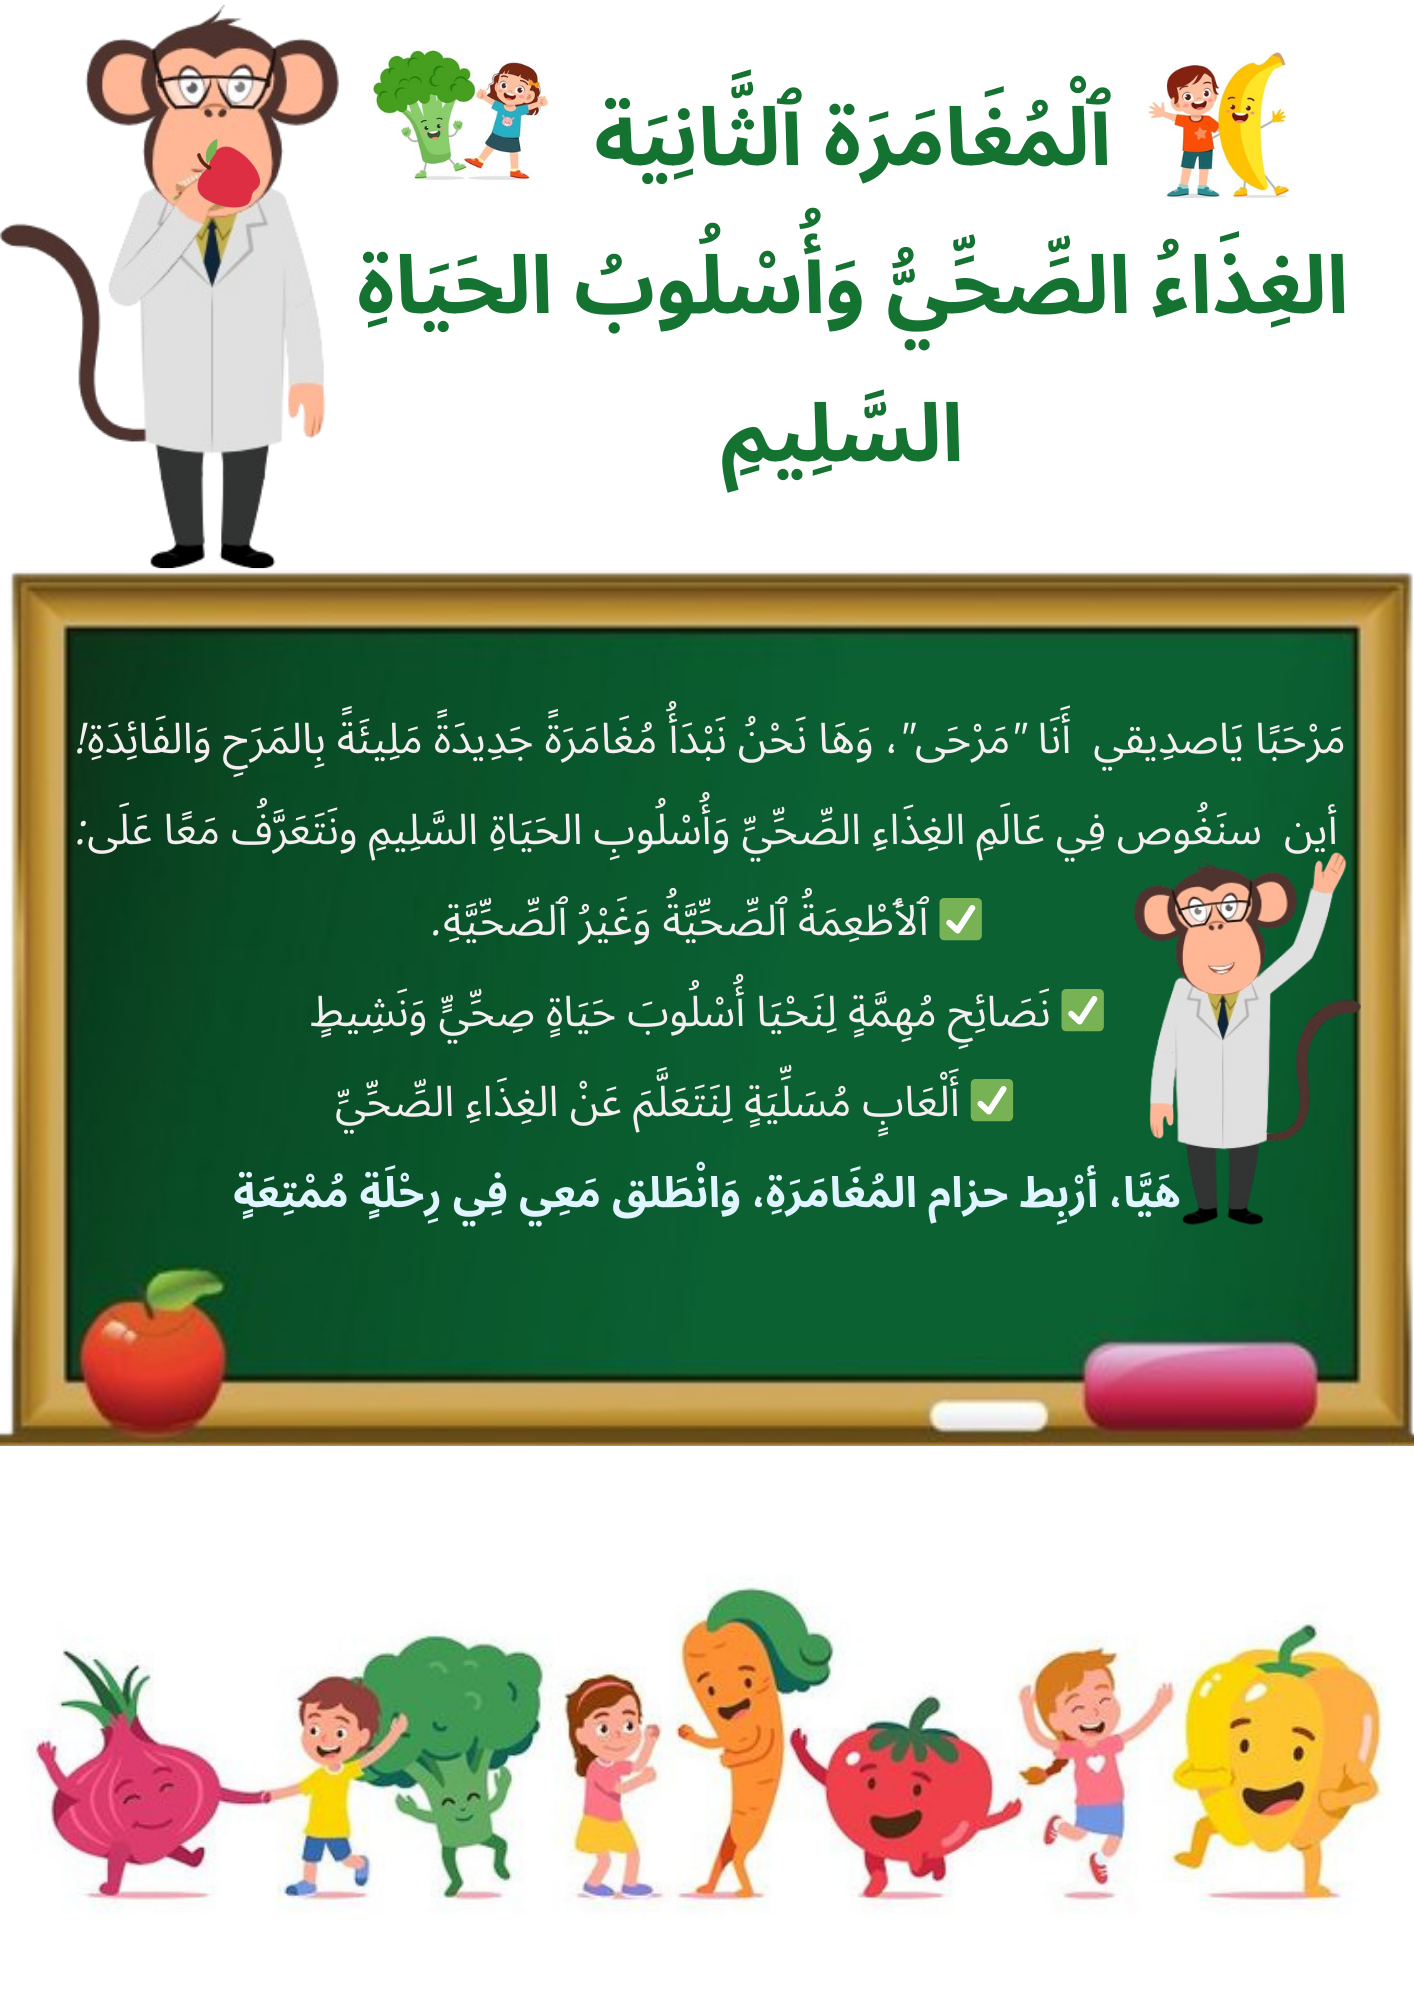 ٱلْمُغَامَرَة ٱلثَّانِيَة
الغِذَاءُ الصِّحِّيُّ وَأُسْلُوبُ الحَيَاةِ
السَّلِيمِ
مَرْحَبًا يَاصدِيقي أَنَا "مَرْحَى"، وَهَا نَحْنُ نَبْدَأُ مُغَامَرَةً جَدِيدَةً مَلِيئَةً بِالمَرَحِ وَالفَائِدَةِ!
أين سنَغُوص فِي عَالَمِ الغِذَاءِ الصِّحِّيِّ وَأُسْلُوبِ الحَيَاةِ السَّلِيمِ ونَتَعَرَّفُ مَعًا عَلَى:
✅ ٱلأَطْعِمَةُ ٱلصِّحِّيَّةُ وَغَيْرُ ٱلصِّحِّيَّةِ.
✅ نَصَائِحِ مُهِمَّةٍ لِنَحْيَا أُسْلُوبَ حَيَاةٍ صِحِّيٍّ وَنَشِيطٍ
✅ أَلْعَابٍ مُسَلِّيَةٍ لِنَتَعَلَّمَ عَنْ الغِذَاءِ الصِّحِّيِّ
هَيَّا، أرْبِط حزام المُغَامَرَةِ، وَانْطَلق مَعِي فِي رِحْلَةٍ مُمْتِعَةٍ